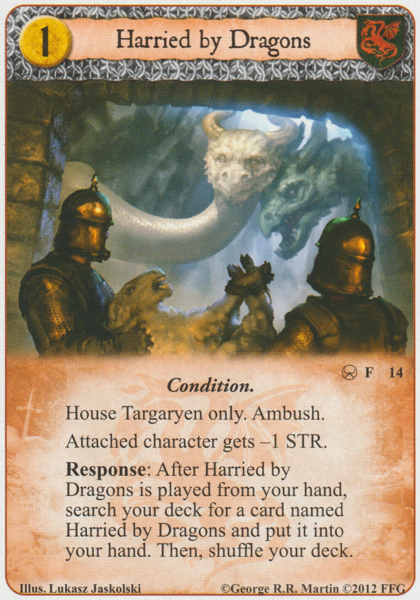 1
Harried by Dragons
F 14
Condition.
House Targaryen only. Ambush.
Attached character gets –1 STR.
Response: After Harried by
Dragons is played from your hand,
search your deck for a card named
Harried by Dragons and put it into
your hand. Then, shuffle your deck.
Illus. Lukasz Jaskolski ©George R.R. Martin ©2012 FFG